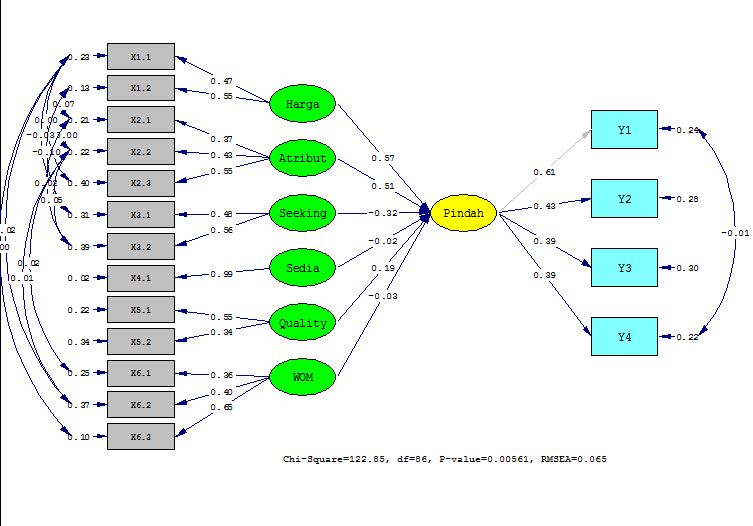 0.23 X1.1
0.13 X1.2
0.07
0.21 X2.1
0.22 X2.2
0.40 X2.3
0.05
0.31 X3.1
0.39 X3.2
0.02
0.02 X4.1
0.01
0.22 X5.1
0.34 X5.2
0.25 X6.1
0.37 X6.2
0.10 X6.3
0.47
0.55
0.37
0.43
0.55
0.48
0.56
0.99
0.55
0.34
0.36
0.40
0.65
Harga
Atribut
Seeking
Sedia
Quality
WOM
0.57
0.51
-0.32
-0.02
0.19
-0.03
Pindah
0.61
0.43
0.39
0.39
Y1 0.24
Y2 0.28
Y3 0.30
Y4 0.22
-0.01
Chi-Square=122.85, df=86, P-value=0.00561, RMSEA=0.065